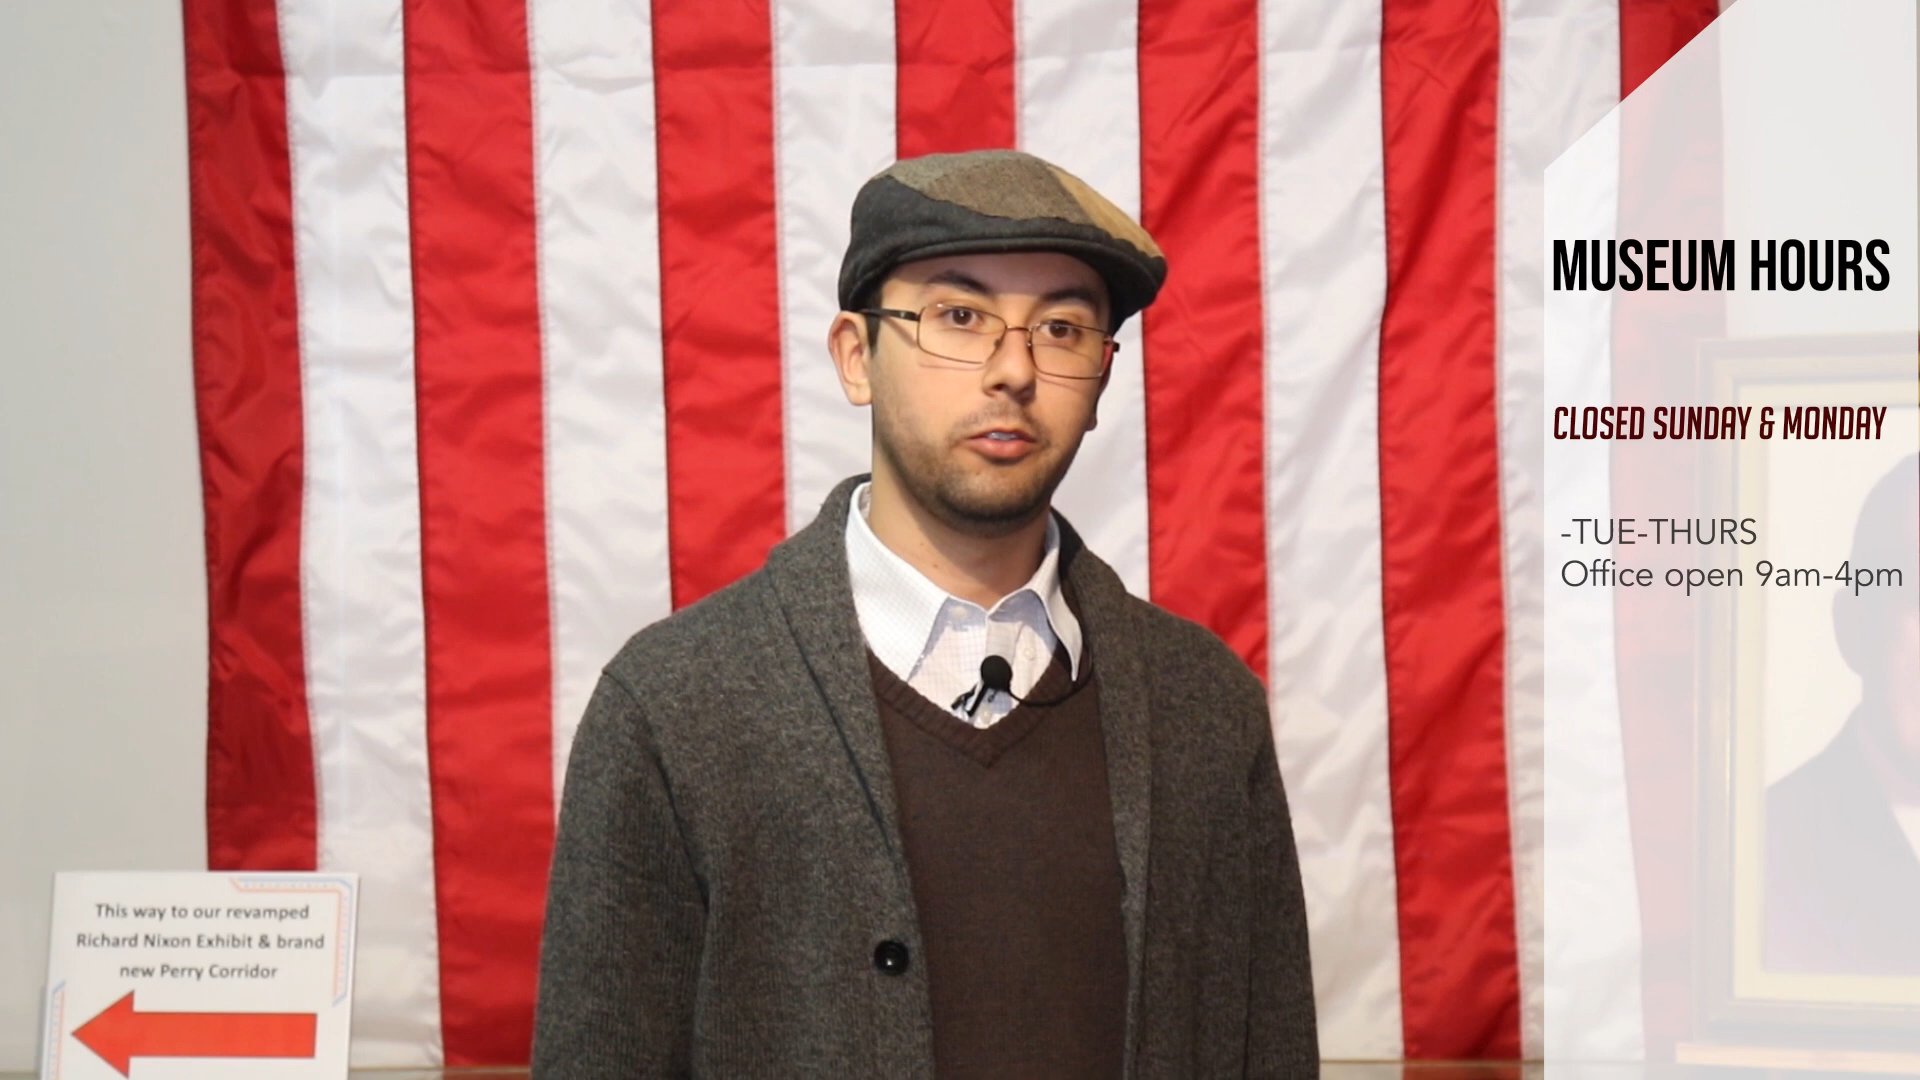 MUSEUM HOURS
CLOSED SUNDAY & MONDAY
-TUE-THURS
Office open 9am-4pm
This way to our revamped
Richard Nixon Exhibit & brand
new Perry Corridor